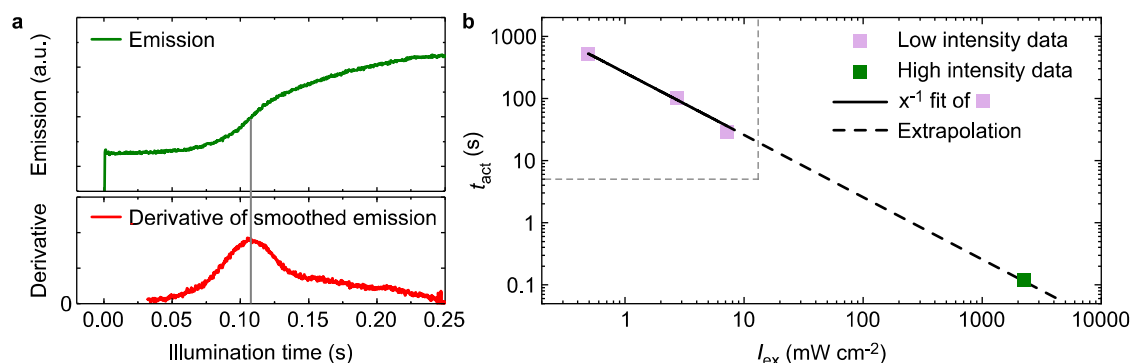 a
Emission (a.u.)
Emission
Derivative
0
Derivative of smoothed emission
0.00 0.05 0.10 0.15 0.20 0.25
Illumination time (s)
b
t_act (s)
1000
100
10
1
0.1
Low intensity data
High intensity data
x⁻¹ fit of
Extrapolation
1 10 100 1000 10000
I_ex (mW cm⁻²)